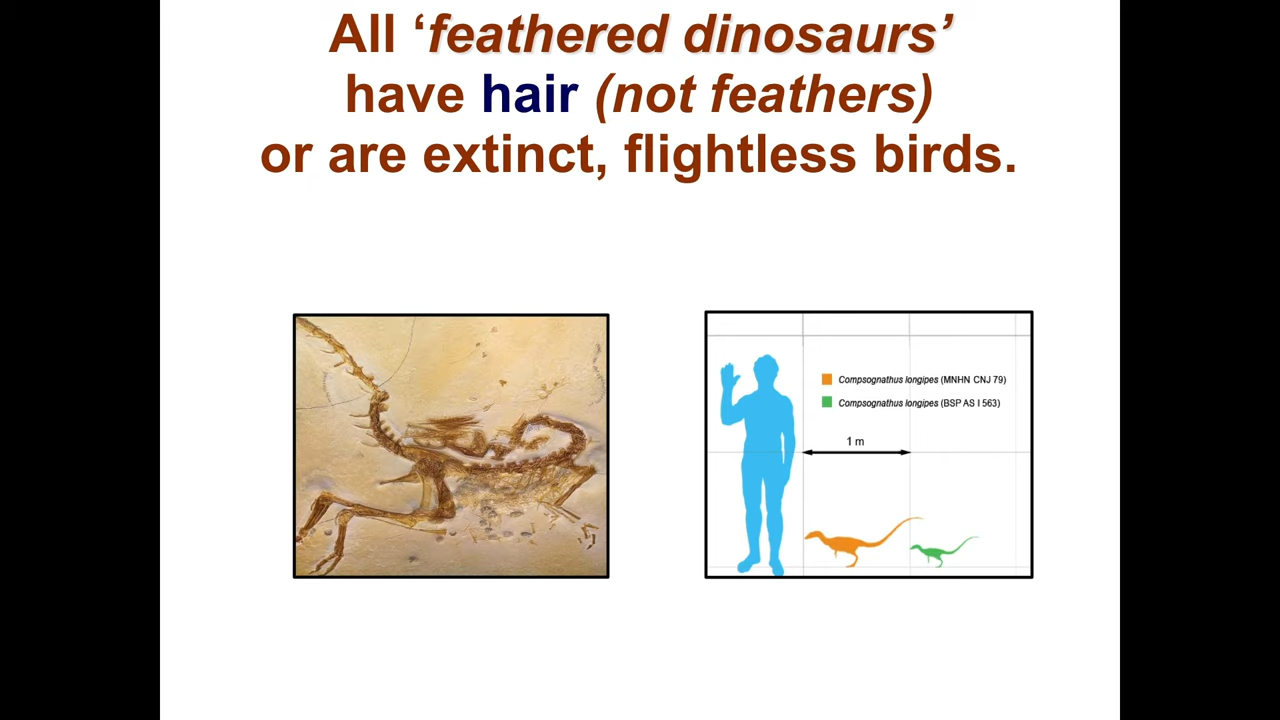 All ‘feathered dinosaurs’
have hair (not feathers)
or are extinct, flightless birds.
Compsognathus longipes (MNHN CNJ 79)
Compsognathus longipes (BSP AS I 563)
1 m